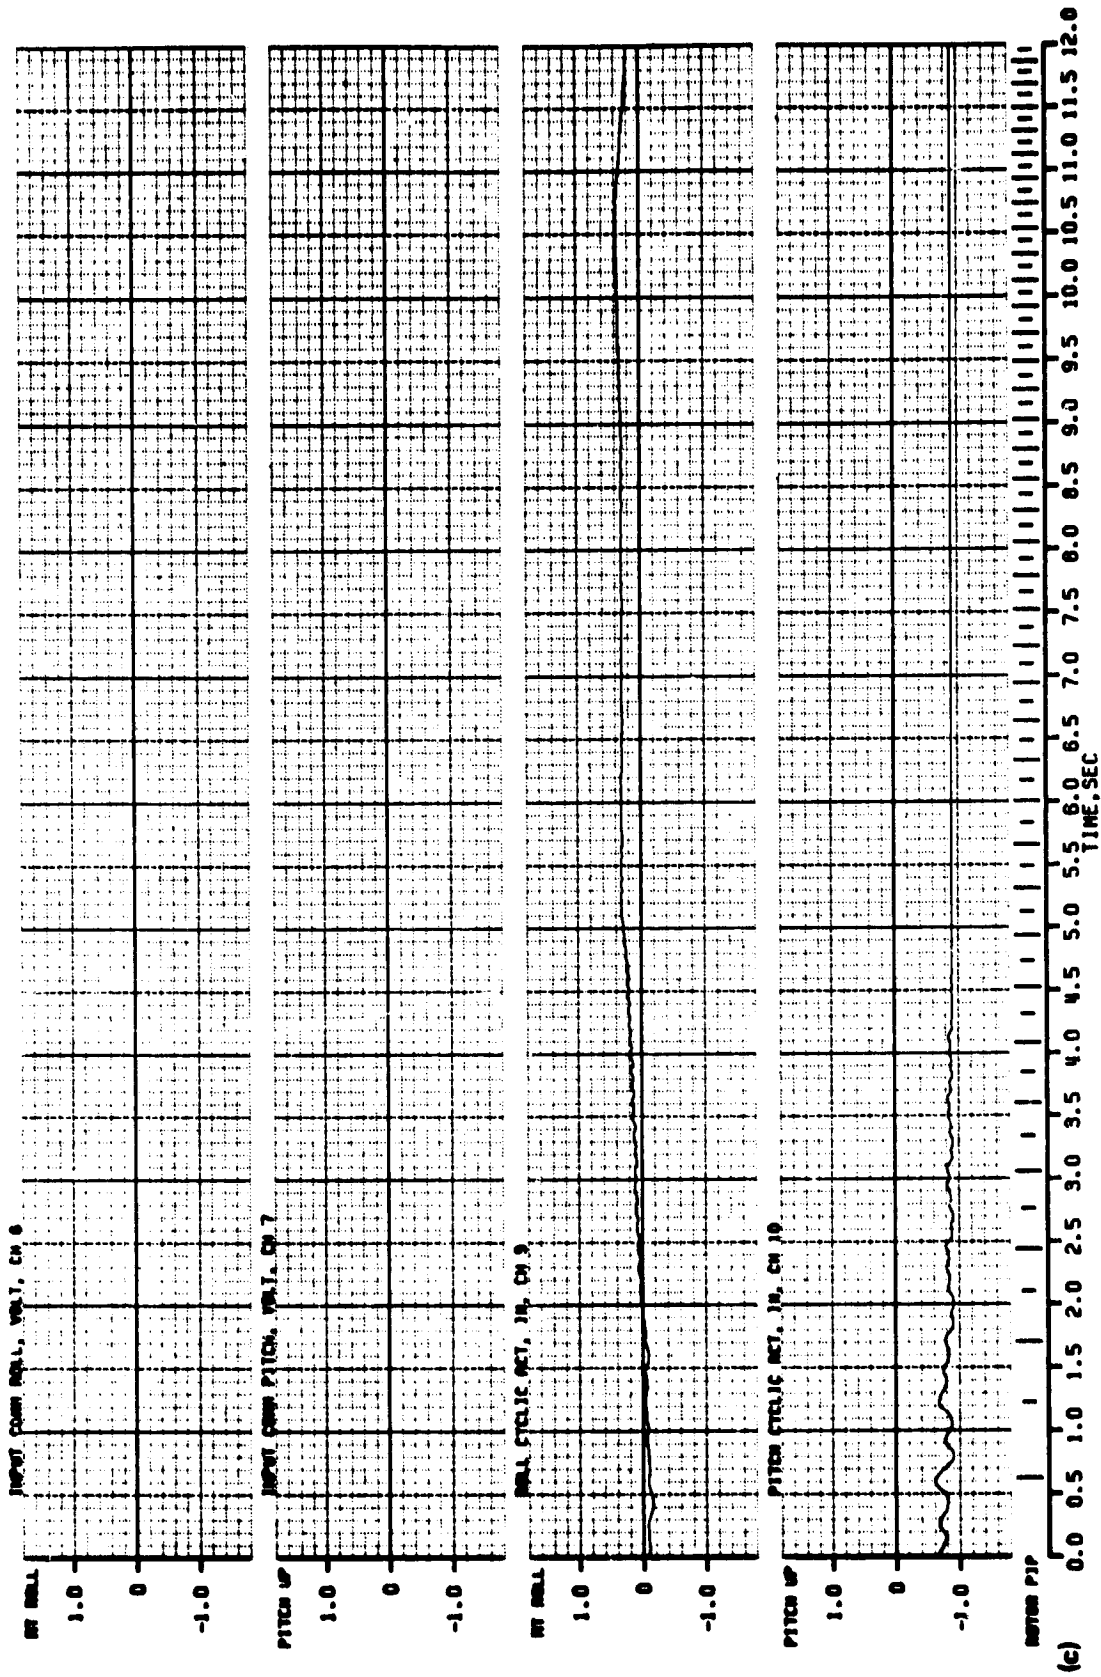 INPUT COMM ROLL, VOLT, CH 6
RT ROLL
1.0
0
-1.0
INPUT COMM PITCH, VOLT, CH 7
PITCH UP
1.0
0
-1.0
ROLL CYCLIC ACT, IN, CH 9
RT ROLL
1.0
0
-1.0
PITCH CYCLIC ACT, IN, CH 10
PITCH UP
1.0
0
-1.0
ROTOR PIP
0.0 0.5 1.0 1.5 2.0 2.5 3.0 3.5 4.0 4.5 5.0 5.5 6.0 6.5 7.0 7.5 8.0 8.5 9.0 9.5 10.0 10.5 11.0 11.5 12.0
TIME,SEC
(c)